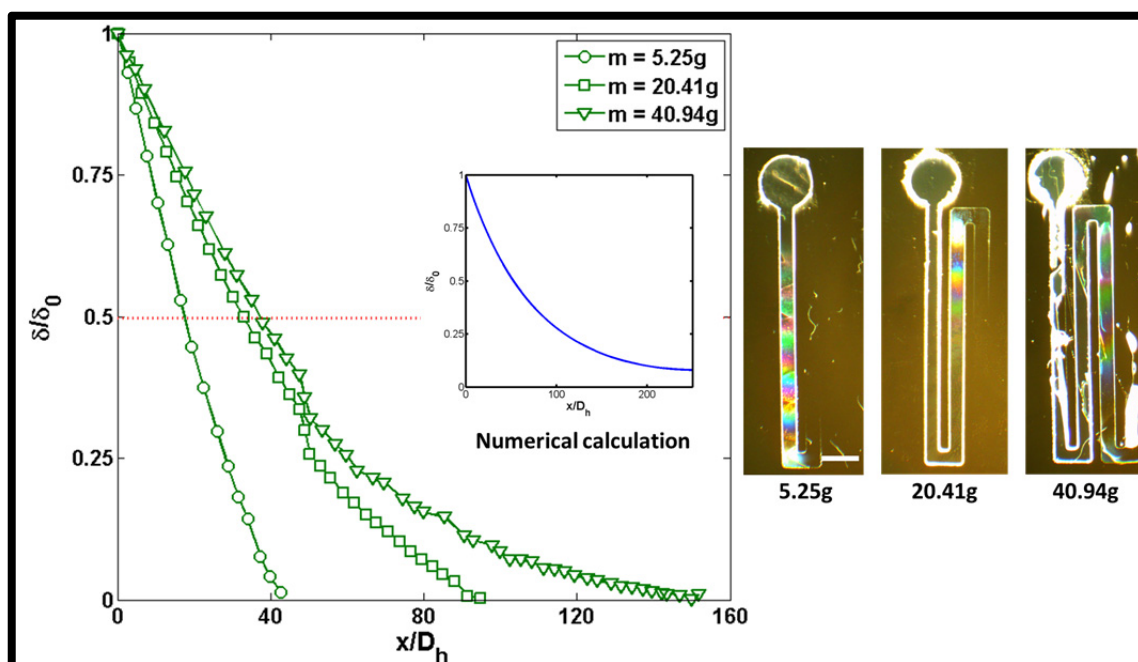 1
0.75
0.5
0.25
0
δ/δ0
0
40
80
120
160
x/Dh
m = 5.25g
m = 20.41g
m = 40.94g
1
0.75
0.5
0.25
0
δ/δ0
100
200
x/Dh
Numerical calculation
5.25g
20.41g
40.94g